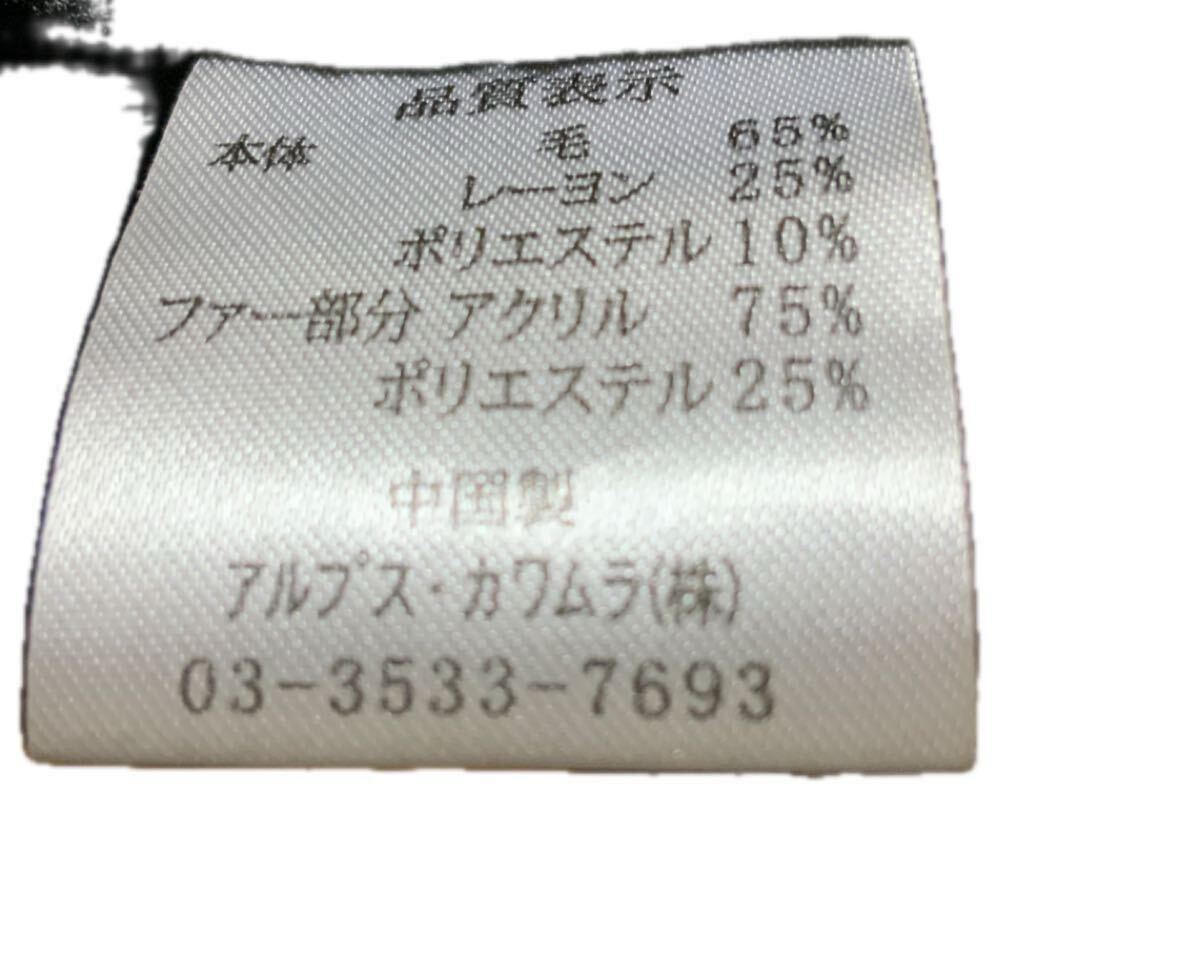 品質表示
本体 毛 65%
レーヨン 25%
ポリエステル 10%
ファー部分 アクリル 75%
ポリエステル 25%
中国製
アルプス・カワムラ(株)
03-3533-7693